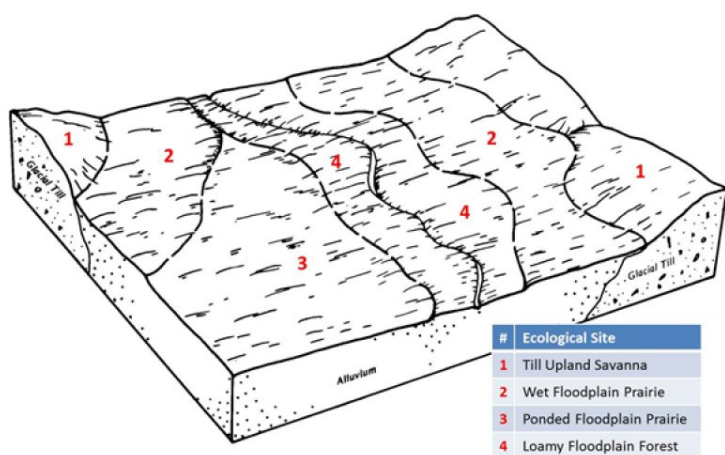 1
2
4
2
1
4
3
Glacial Till
Glacial Till
Alluvium
# Ecological Site
1 Till Upland Savanna
2 Wet Floodplain Prairie
3 Ponded Floodplain Prairie
4 Loamy Floodplain Forest